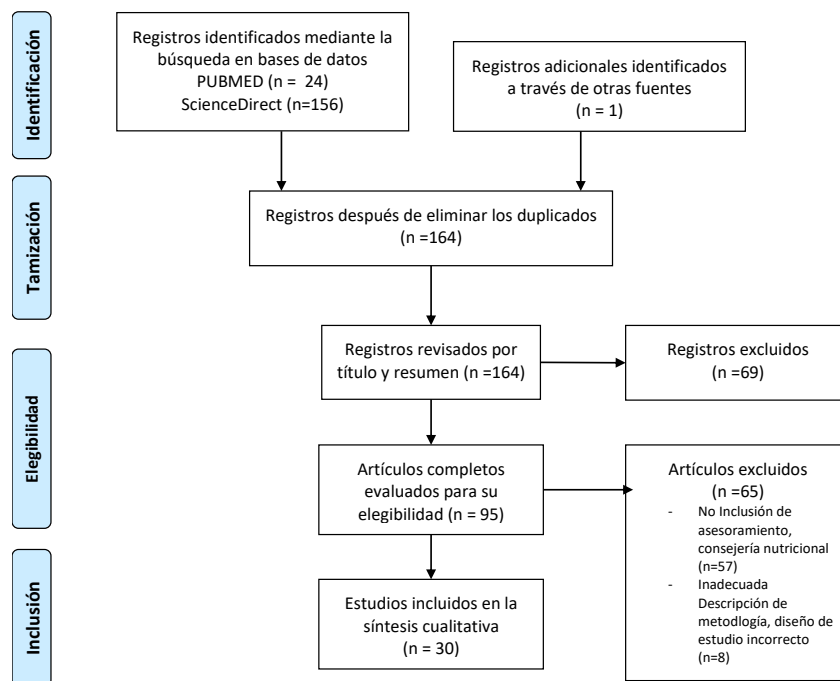 Identificación
Registros identificados mediante la
búsqueda en bases de datos
PUBMED (n = 24)
ScienceDirect (n=156)
Registros adicionales identificados
a través de otras fuentes
(n = 1)
Tamización
Registros después de eliminar los duplicados
(n =164)
Elegibilidad
Registros revisados por
título y resumen (n =164)
Registros excluidos
(n =69)
Artículos completos
evaluados para su
elegibilidad (n = 95)
Artículos excluidos
(n =65)
- No Inclusión de
asesoramiento,
consejería nutricional
(n=57)
- Inadecuada
Descripción de
metodlogía, diseño de
estudio incorrecto
(n=8)
Inclusión
Estudios incluidos en la
síntesis cualitativa
(n = 30)